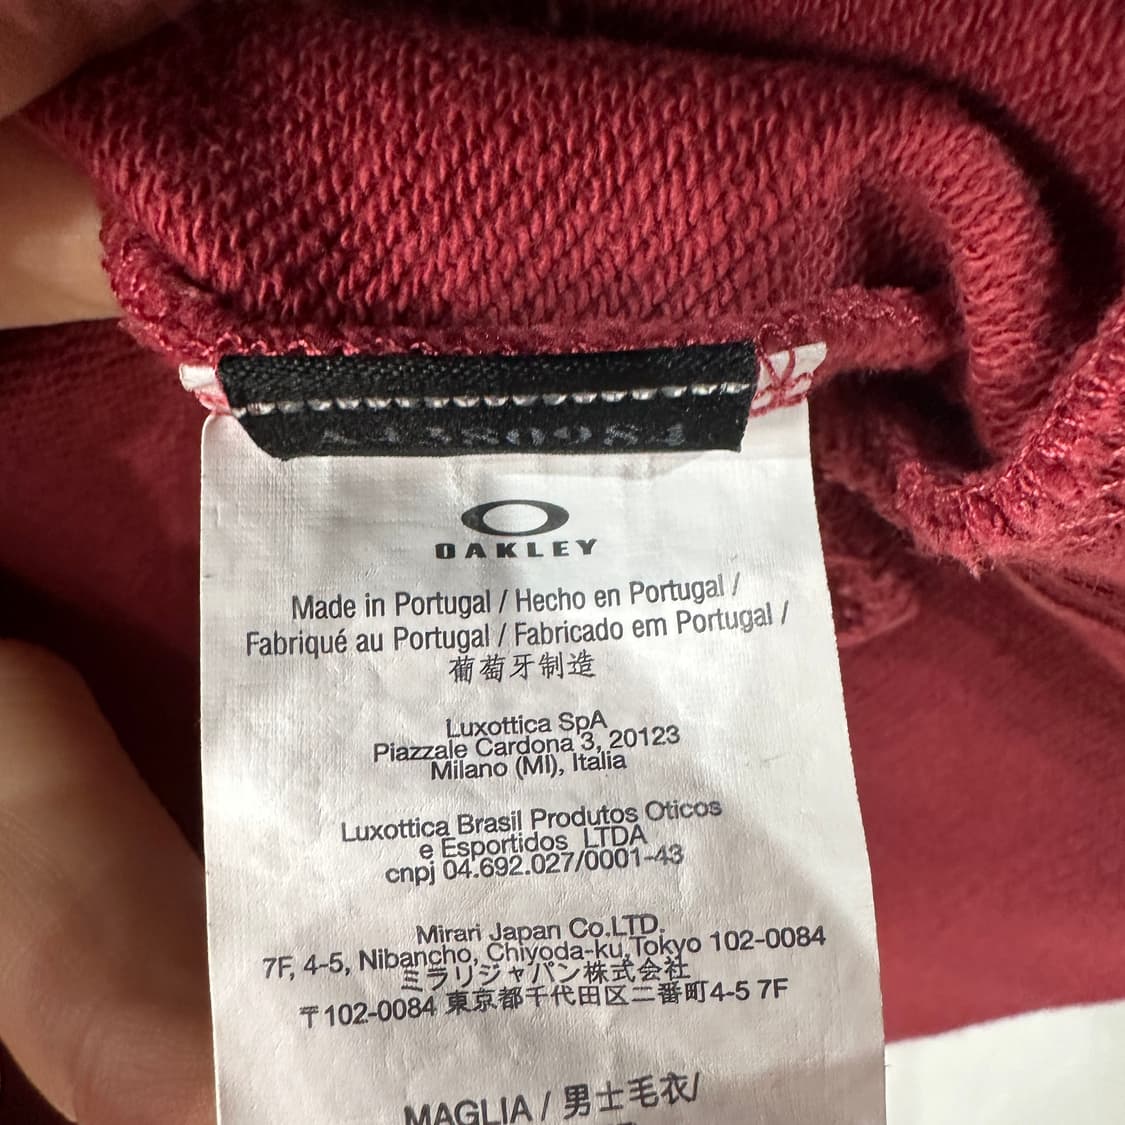 OAKLEY
Made in Portugal / Hecho en Portugal /
Fabriqué au Portugal / Fabricado em Portugal /
葡萄牙制造
Luxottica SpA
Piazzale Cardona 3, 20123
Milano (MI), Italia
Luxottica Brasil Produtos Oticos
e Esportidos LTDA
cnpj 04.692.027/0001-43
Mirari Japan Co.LTD.
7F, 4-5, Nibancho, Chiyoda-ku,Tokyo 102-0084
ミラリジャパン株式会社
〒102-0084 東京都千代田区二番町4-5 7F
MAGLIA / 男士毛衣/